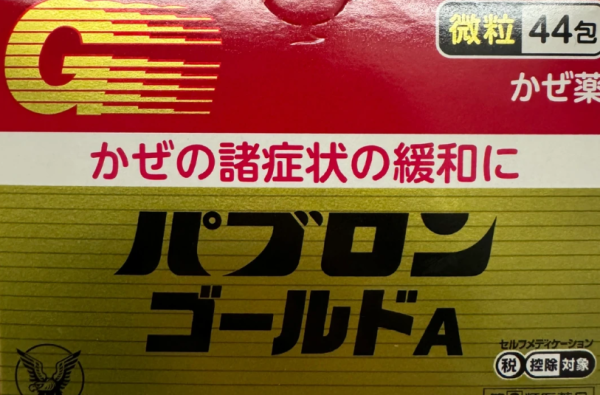 G
微粒 44包
かぜ薬
かぜの諸症状の緩和に
パブロン
ゴールドA
セルフメディケーション
税 控除 対象